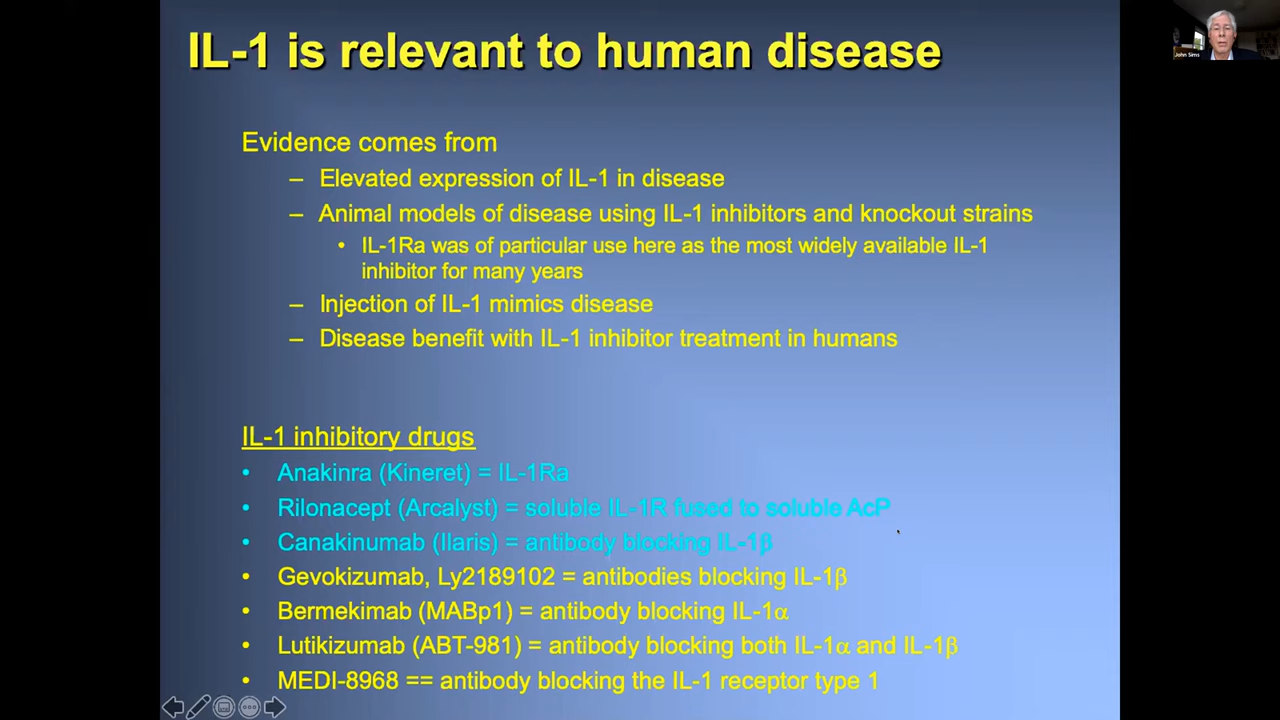 IL-1 is relevant to human disease
John Sims
Evidence comes from
– Elevated expression of IL-1 in disease
– Animal models of disease using IL-1 inhibitors and knockout strains
• IL-1Ra was of particular use here as the most widely available IL-1
inhibitor for many years
– Injection of IL-1 mimics disease
– Disease benefit with IL-1 inhibitor treatment in humans
IL-1 inhibitory drugs
• Anakinra (Kineret) = IL-1Ra
• Rilonacept (Arcalyst) = soluble IL-1R fused to soluble AcP
• Canakinumab (Ilaris) = antibody blocking IL-1β
• Gevokizumab, Ly2189102 = antibodies blocking IL-1β
• Bermekimab (MABp1) = antibody blocking IL-1α
• Lutikizumab (ABT-981) = antibody blocking both IL-1α and IL-1β
• MEDI-8968 == antibody blocking the IL-1 receptor type 1